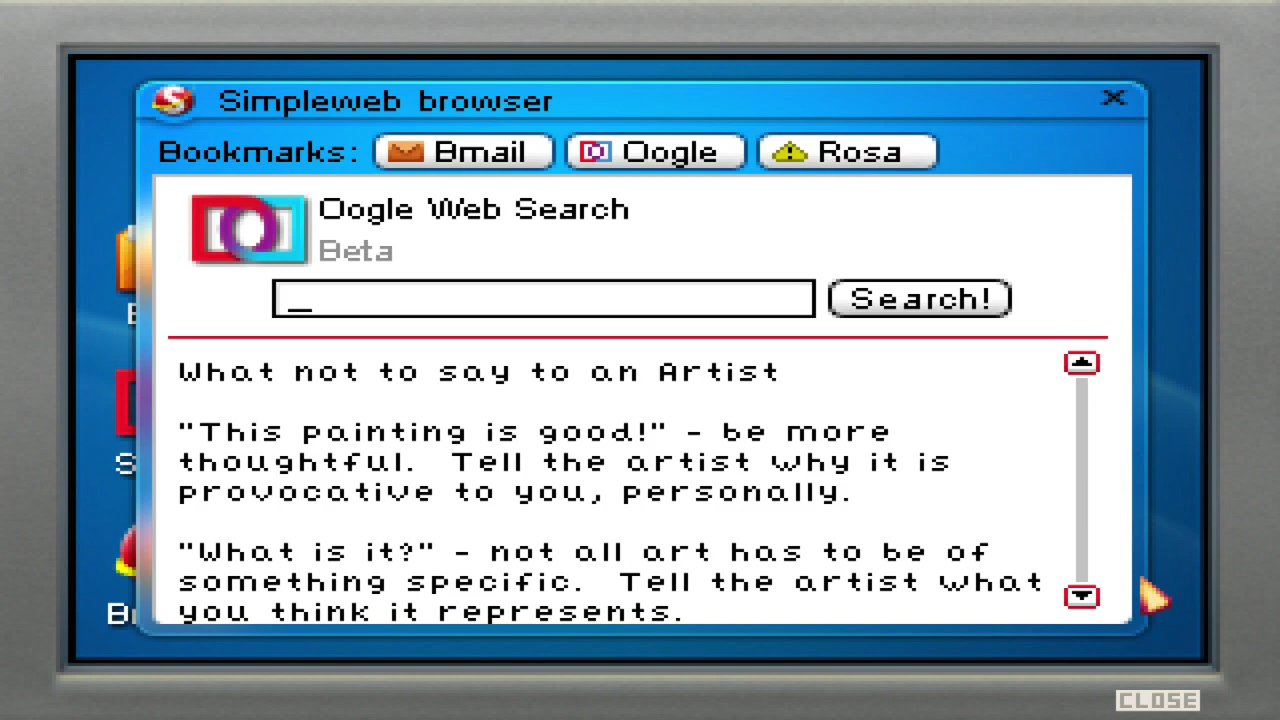 Simpleweb browser
Bookmarks: Bmail Oogle Rosa
Oogle Web Search
Beta
_ Search!
What not to say to an Artist
"This painting is good!" - be more
thoughtful. Tell the artist why it is
provocative to you, personally.
"What is it?" - not all art has to be of
something specific. Tell the artist what
you think it represents.
CLOSE